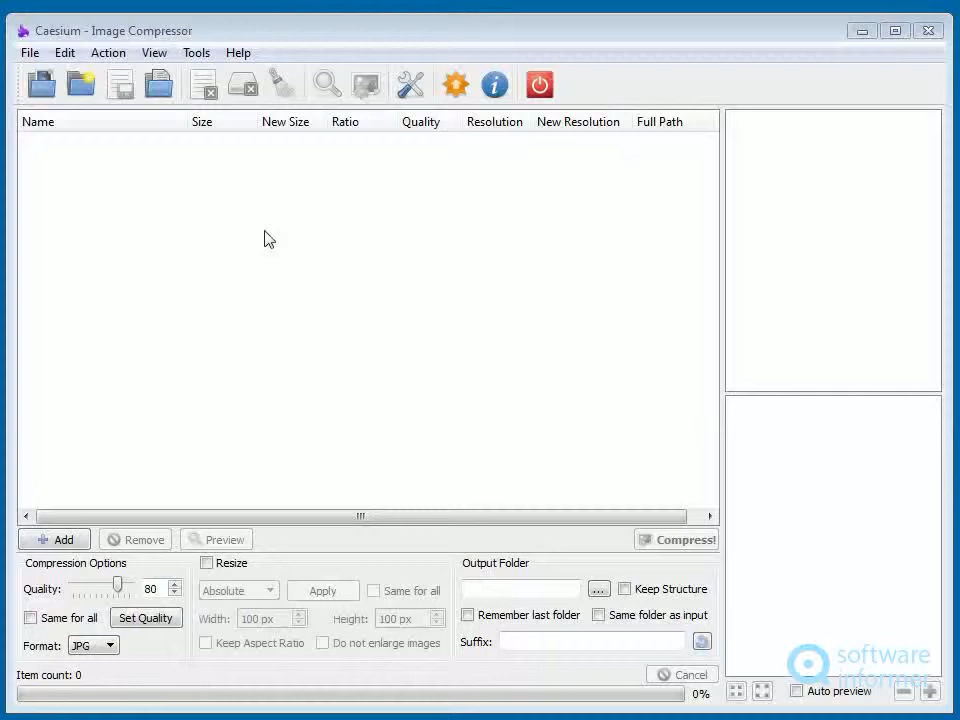 Caesium - Image Compressor
File Edit Action View Tools Help
Name Size New Size Ratio Quality Resolution New Resolution Full Path
Add Remove Preview Compress!
Compression Options Resize Output Folder
Quality: 80 Absolute Apply Same for all ... Keep Structure
Same for all Set Quality Width: 100 px Height: 100 px Remember last folder Same folder as input
Format: JPG Keep Aspect Ratio Do not enlarge images Suffix:
Item count: 0 Cancel
0% Auto preview
software
informer